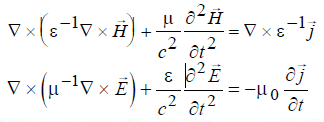 ∇×(ε⁻¹∇×H⃗) + μ/c² ∂²H⃗/∂t² = ∇×ε⁻¹j⃗
∇×(μ⁻¹∇×E⃗) + ε/c² ∂²E⃗/∂t² = −μ₀ ∂j⃗/∂t